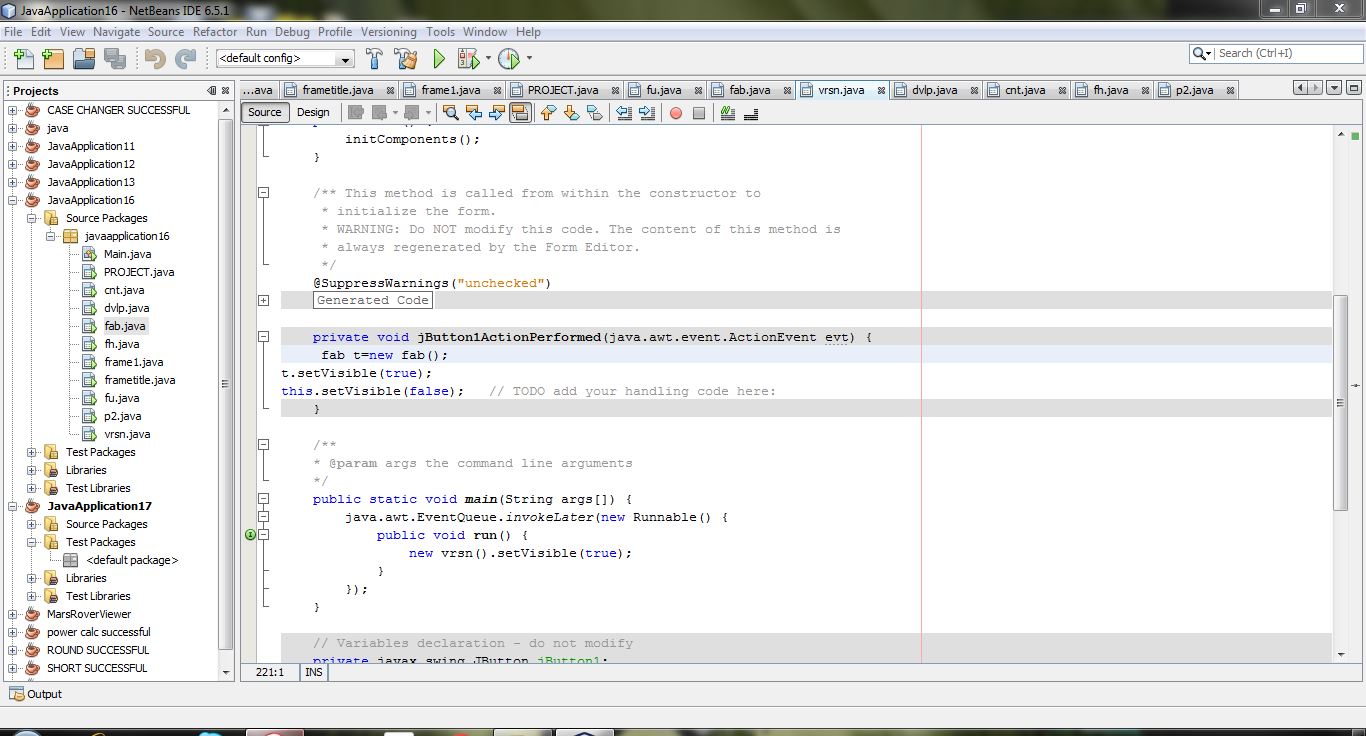 JavaApplication16 - NetBeans IDE 6.5.1
File Edit View Navigate Source Refactor Run Debug Profile Versioning Tools Window Help
<default config>
Search (Ctrl+I)
Projects
CASE CHANGER SUCCESSFUL
java
JavaApplication11
JavaApplication12
JavaApplication13
JavaApplication16
Source Packages
javaapplication16
Main.java
PROJECT.java
cnt.java
dvlp.java
fab.java
fh.java
frame1.java
frametitle.java
fu.java
p2.java
vrsn.java
Test Packages
Libraries
Test Libraries
JavaApplication17
Source Packages
Test Packages
<default package>
Libraries
Test Libraries
MarsRoverViewer
power calc successful
ROUND SUCCESSFUL
SHORT SUCCESSFUL
...ava frametitle.java frame1.java PROJECT.java fu.java fab.java vrsn.java dvlp.java cnt.java fh.java p2.java
Source Design
initComponents();
}
/** This method is called from within the constructor to
* initialize the form.
* WARNING: Do NOT modify this code. The content of this method is
* always regenerated by the Form Editor.
*/
@SuppressWarnings("unchecked")
Generated Code
private void jButton1ActionPerformed(java.awt.event.ActionEvent evt) {
fab t=new fab();
t.setVisible(true);
this.setVisible(false); // TODO add your handling code here:
}
/**
* @param args the command line arguments
*/
public static void main(String args[]) {
java.awt.EventQueue.invokeLater(new Runnable() {
public void run() {
new vrsn().setVisible(true);
}
});
}
// Variables declaration - do not modify
private javax.swing.JButton jButton1;
221:1 INS
Output